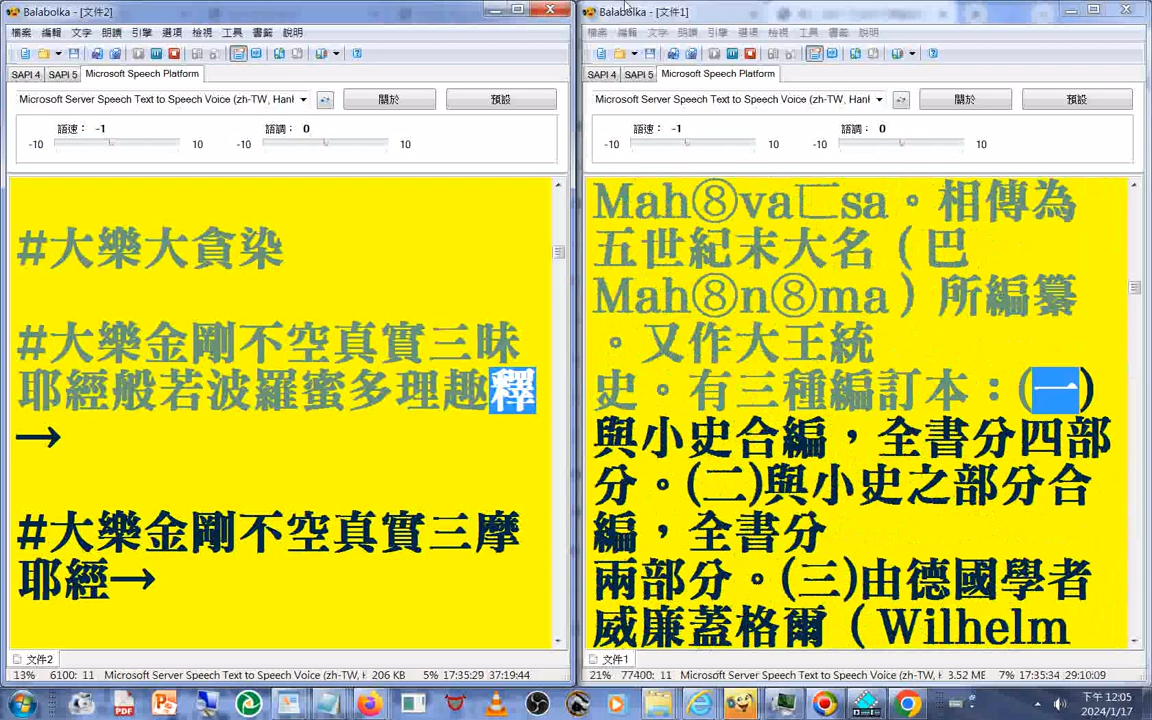 Balabolka - [文件2]
檔案 編輯 文字 朗讀 引擎 選項 檢視 工具 書籤 說明
SAPI 4 SAPI 5 Microsoft Speech Platform
Microsoft Server Speech Text to Speech Voice (zh-TW, Han
關於 預設
語速： -1 語調： 0
-10 10 -10 10
#大樂大貪染
#大樂金剛不空真實三昧
耶經般若波羅蜜多理趣釋
→
#大樂金剛不空真實三摩
耶經→
文件2
13% 6100: 11 Microsoft Server Speech Text to Speech Voice (zh-TW, H 206 KB 5% 17:35:29 37:19:44
Balabolka - [文件1]
檔案 編輯 文字 朗讀 引擎 選項 檢視 工具 書籤 說明
SAPI 4 SAPI 5 Microsoft Speech Platform
Microsoft Server Speech Text to Speech Voice (zh-TW, Han
關於 預設
語速： -1 語調： 0
-10 10 -10 10
Mah⑧va匚sa。相傳為
五世紀末大名（巴
Mah⑧n⑧ma）所編纂
。又作大王統
史。有三種編訂本：(一)
與小史合編，全書分四部
分。(二)與小史之部分合
編，全書分
兩部分。(三)由德國學者
威廉蓋格爾（Wilhelm
文件1
21% 77400: 11 Microsoft Server Speech Text to Speech Voice (zh-TW, H 3.52 ME 7% 17:35:34 29:10:09
下午 12:05
2024/1/17